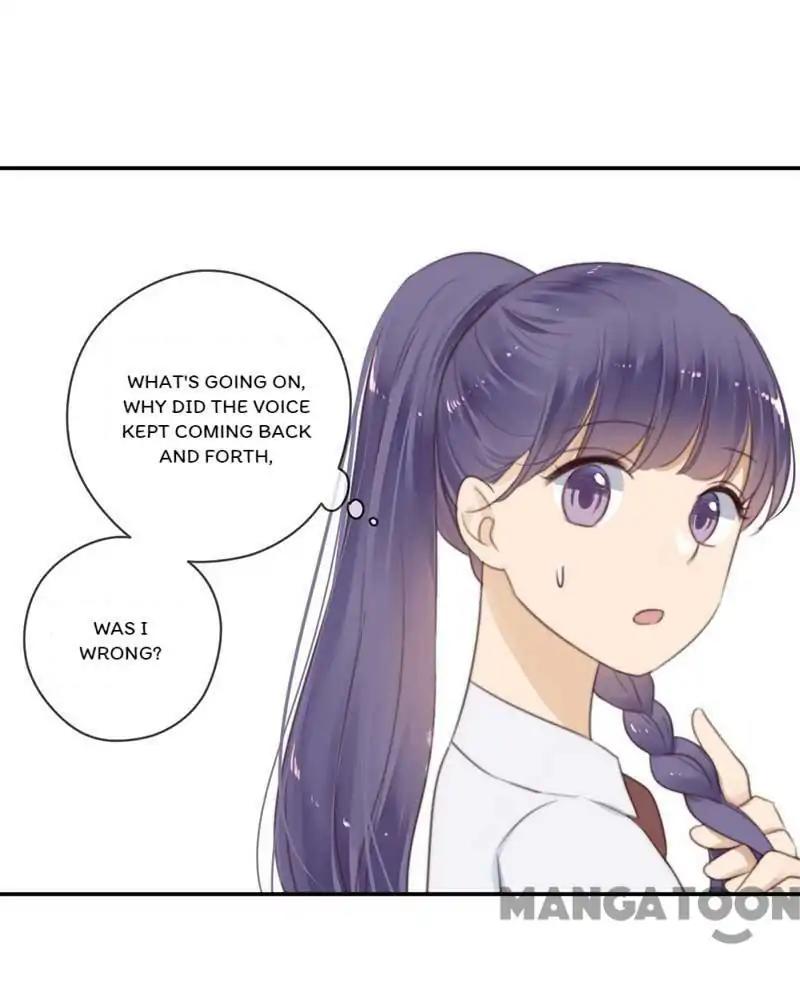 WHAT'S GOING ON,
WHY DID THE VOICE
KEPT COMING BACK
AND FORTH,
WAS I
WRONG?
MANGATOON